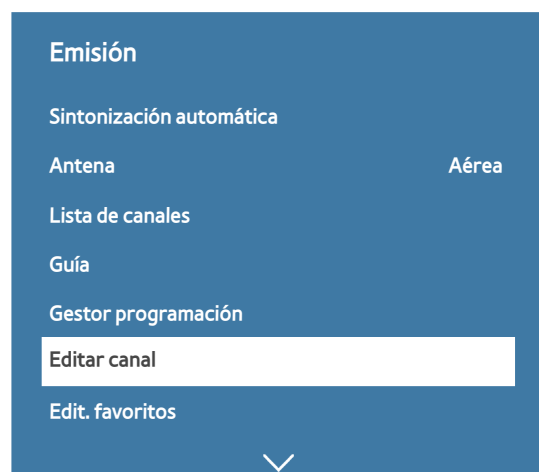 Emisión
Sintonización automática
Antena Aérea
Lista de canales
Guía
Gestor programación
Editar canal
Edit. favoritos